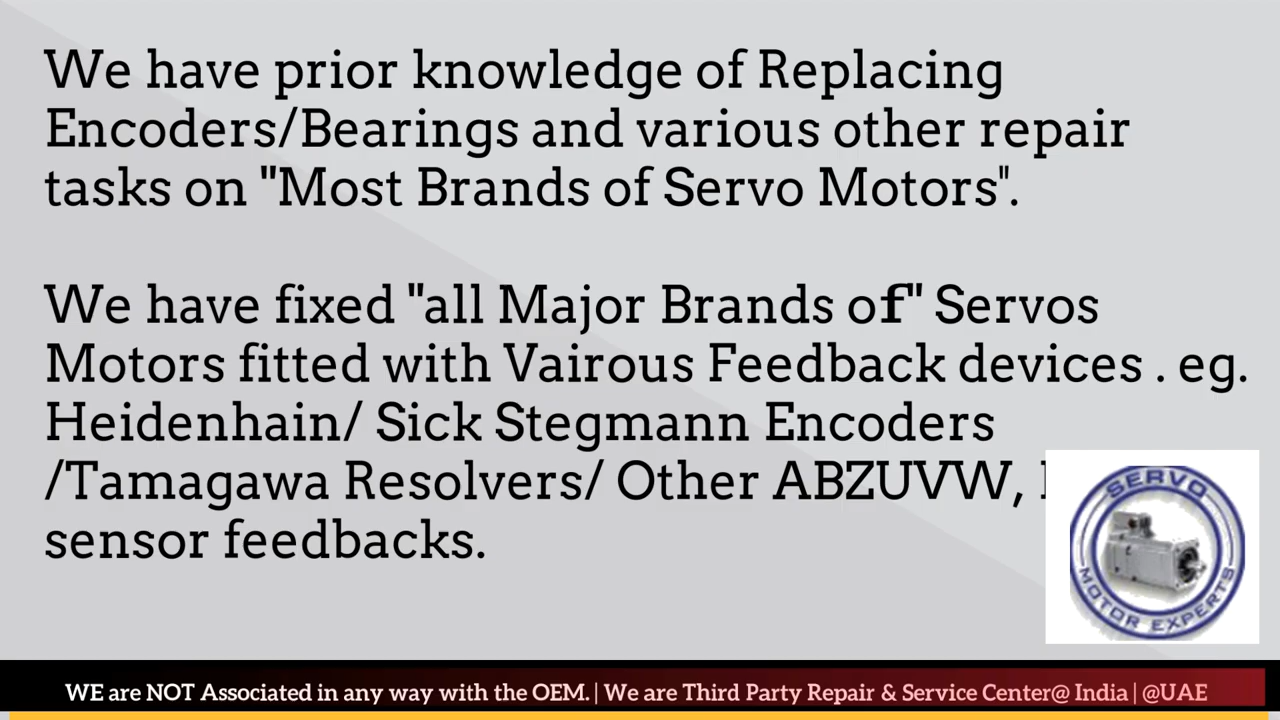 We have prior knowledge of Replacing
Encoders/Bearings and various other repair
tasks on "Most Brands of Servo Motors".
We have fixed "all Major Brands of" Servos
Motors fitted with Vairous Feedback devices . eg.
Heidenhain/ Sick Stegmann Encoders
/Tamagawa Resolvers/ Other ABZUVW,
sensor feedbacks.
SERVO
MOTOR EXPERTS
WE are NOT Associated in any way with the OEM. | We are Third Party Repair & Service Center@ India | @UAE